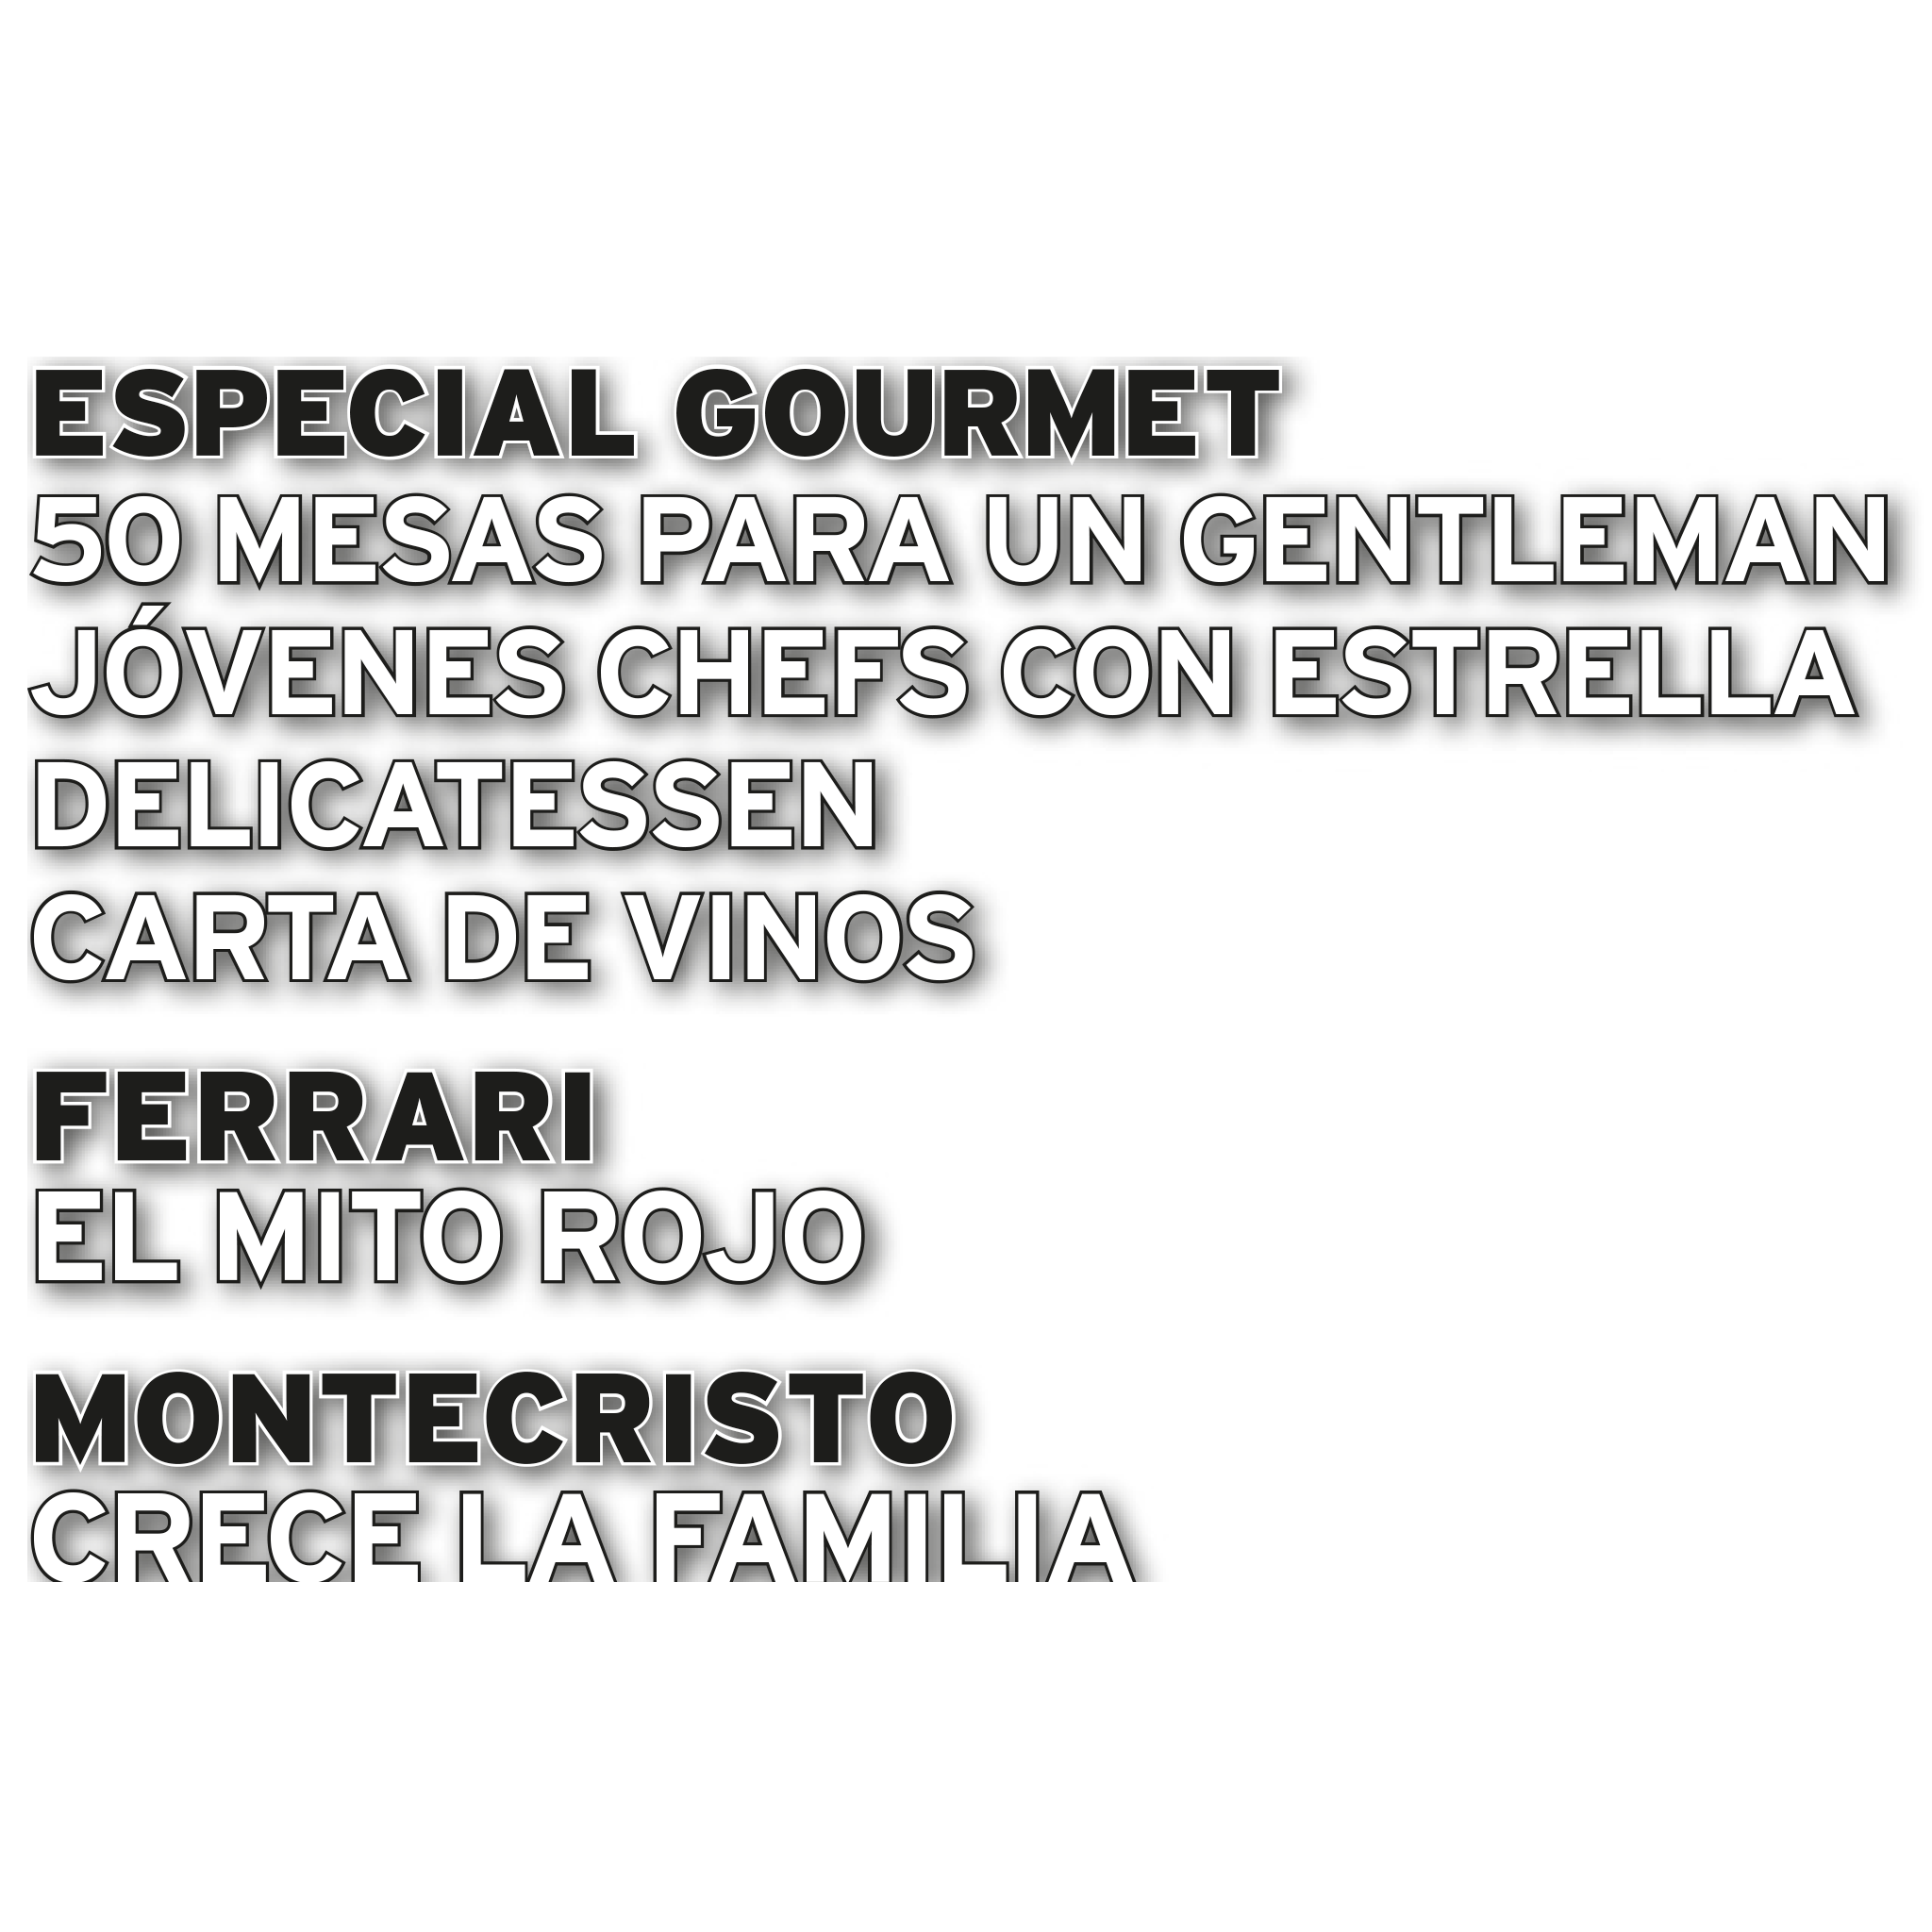 ESPECIAL GOURMET
50 MESAS PARA UN GENTLEMAN
JÓVENES CHEFS CON ESTRELLA
DELICATESSEN
CARTA DE VINOS
FERRARI
EL MITO ROJO
MONTECRISTO
CRECE LA FAMILIA